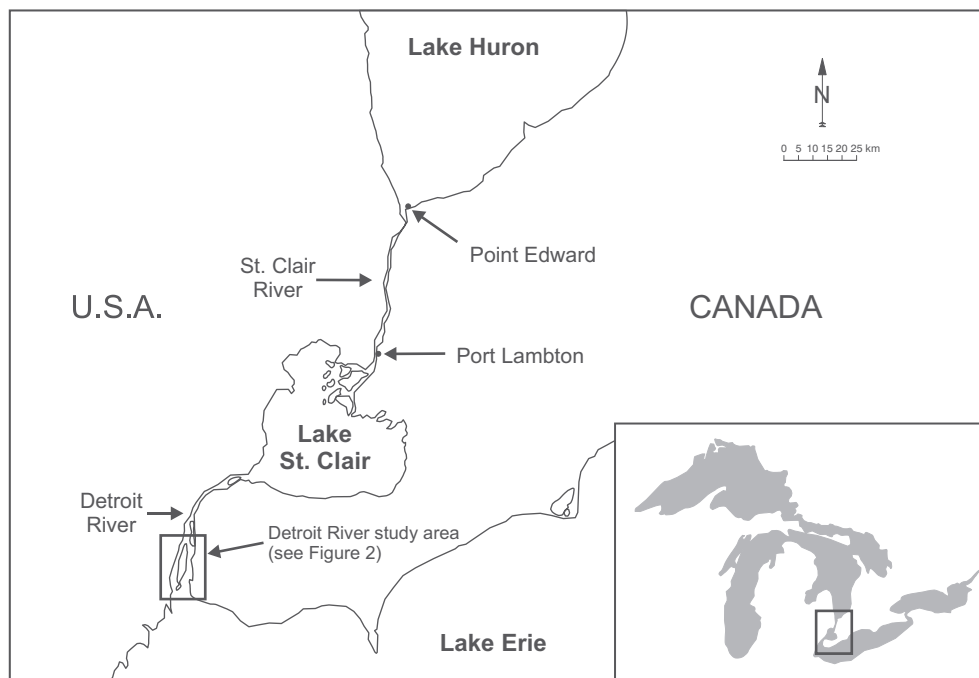 Lake Huron
N
0 5 10 15 20 25 km
Point Edward
St. Clair
River
U.S.A.
CANADA
Port Lambton
Lake
St. Clair
Detroit
River
Detroit River study area
(see Figure 2)
Lake Erie